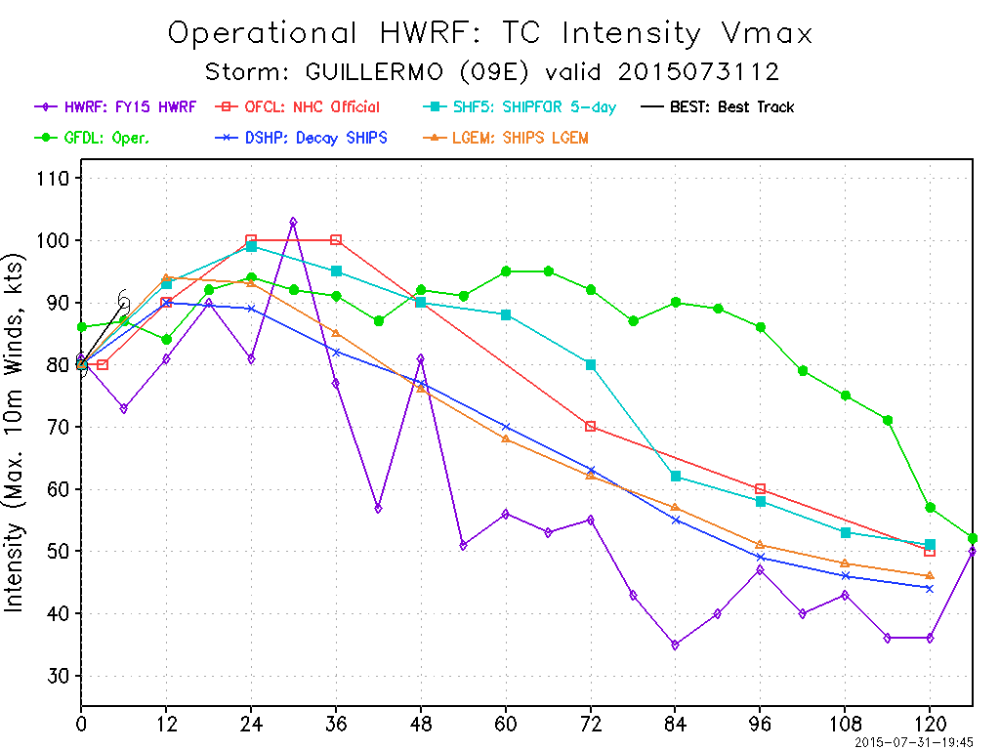 Operational HWRF: TC Intensity Vmax
Storm: GUILLERMO (09E) valid 2015073112
HWRF: FY15 HWRF OFCL: NHC Official SHF5: SHIPFOR 5-day BEST: Best Track
GFDL: Oper. DSHP: Decay SHIPS LGEM: SHIPS LGEM
Intensity (Max. 10m Winds, kts)
110
100
90
80
70
60
50
40
30
6
0 12 24 36 48 60 72 84 96 108 120
2015-07-31-19:45